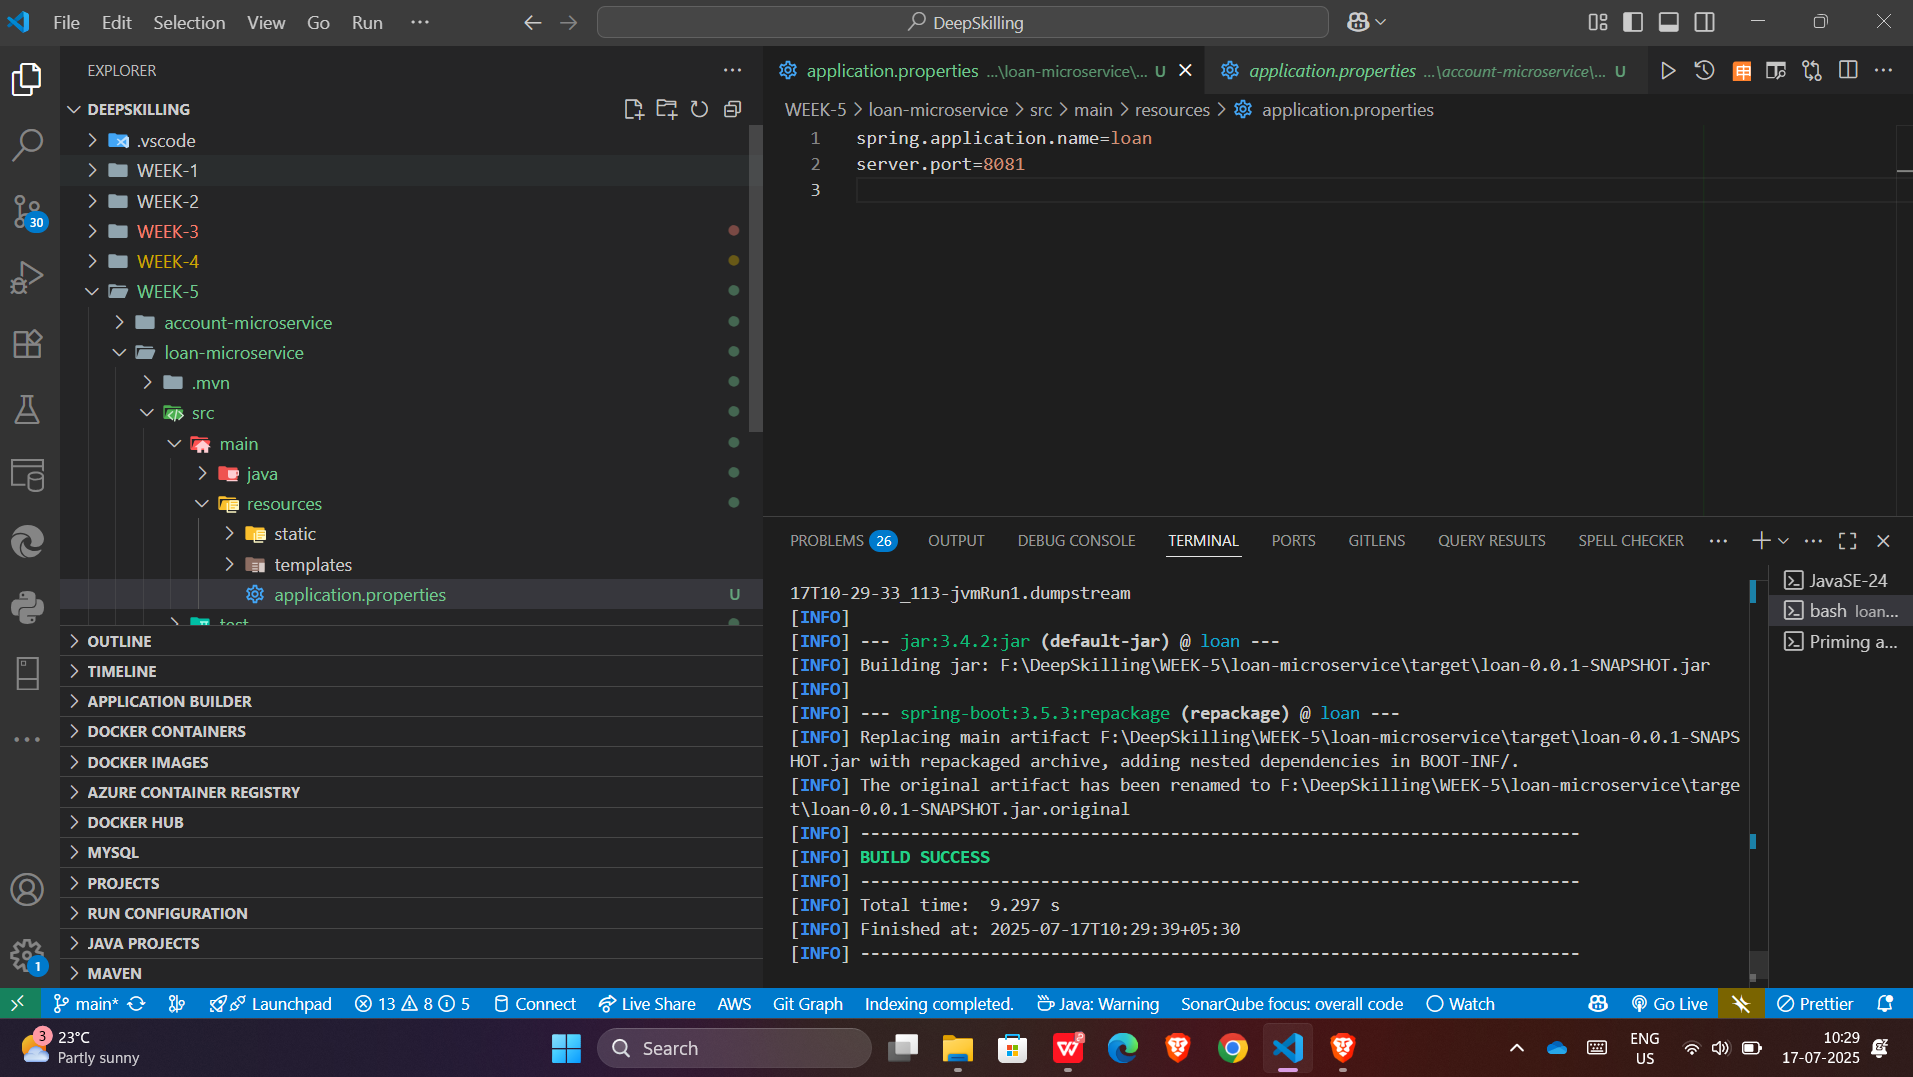 File Edit Selection View Go Run ···
DeepSkilling
EXPLORER
DEEPSKILLING
.vscode
WEEK-1
WEEK-2
WEEK-3
WEEK-4
WEEK-5
account-microservice
loan-microservice
.mvn
src
main
java
resources
static
templates
application.properties U
test
OUTLINE
TIMELINE
APPLICATION BUILDER
DOCKER CONTAINERS
DOCKER IMAGES
AZURE CONTAINER REGISTRY
DOCKER HUB
MYSQL
PROJECTS
RUN CONFIGURATION
JAVA PROJECTS
MAVEN
30
1
application.properties ...\loan-microservice\... U
application.properties ...\account-microservice\... U
WEEK-5 > loan-microservice > src > main > resources > application.properties
1 spring.application.name=loan
2 server.port=8081
3
PROBLEMS 26 OUTPUT DEBUG CONSOLE TERMINAL PORTS GITLENS QUERY RESULTS SPELL CHECKER ···
17T10-29-33_113-jvmRun1.dumpstream
[INFO]
[INFO] --- jar:3.4.2:jar (default-jar) @ loan ---
[INFO] Building jar: F:\DeepSkilling\WEEK-5\loan-microservice\target\loan-0.0.1-SNAPSHOT.jar
[INFO]
[INFO] --- spring-boot:3.5.3:repackage (repackage) @ loan ---
[INFO] Replacing main artifact F:\DeepSkilling\WEEK-5\loan-microservice\target\loan-0.0.1-SNAPS
HOT.jar with repackaged archive, adding nested dependencies in BOOT-INF/.
[INFO] The original artifact has been renamed to F:\DeepSkilling\WEEK-5\loan-microservice\targe
t\loan-0.0.1-SNAPSHOT.jar.original
[INFO] ------------------------------------------------------------------------
[INFO] BUILD SUCCESS
[INFO] ------------------------------------------------------------------------
[INFO] Total time:  9.297 s
[INFO] Finished at: 2025-07-17T10:29:39+05:30
[INFO] ------------------------------------------------------------------------
JavaSE-24
bash loan...
Priming a...
main* Launchpad 13 8 5 Connect Live Share AWS Git Graph Indexing completed. Java: Warning SonarQube focus: overall code Watch Go Live Prettier
3
23°C
Partly sunny
Search
ENG
US
10:29
17-07-2025